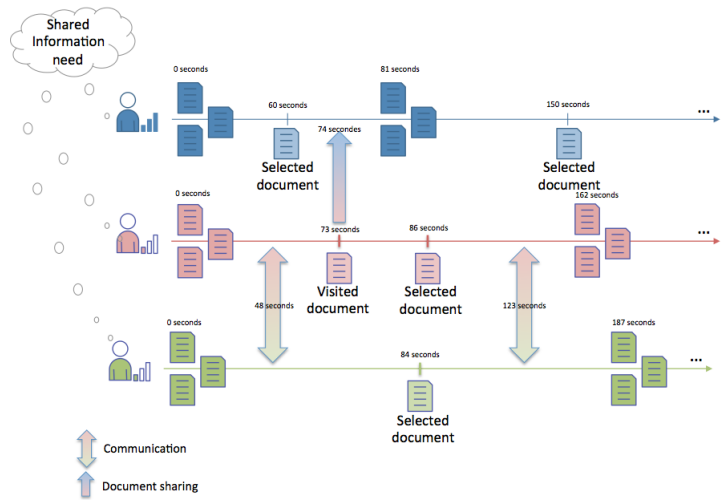 Shared
Information
need
0 seconds
60 seconds
81 seconds
150 seconds
...
74 secondes
Selected
document
Selected
document
0 seconds
73 seconds
86 seconds
162 seconds
...
Visited
document
Selected
document
48 seconds
123 seconds
0 seconds
84 seconds
187 seconds
...
Selected
document
Communication
Document sharing